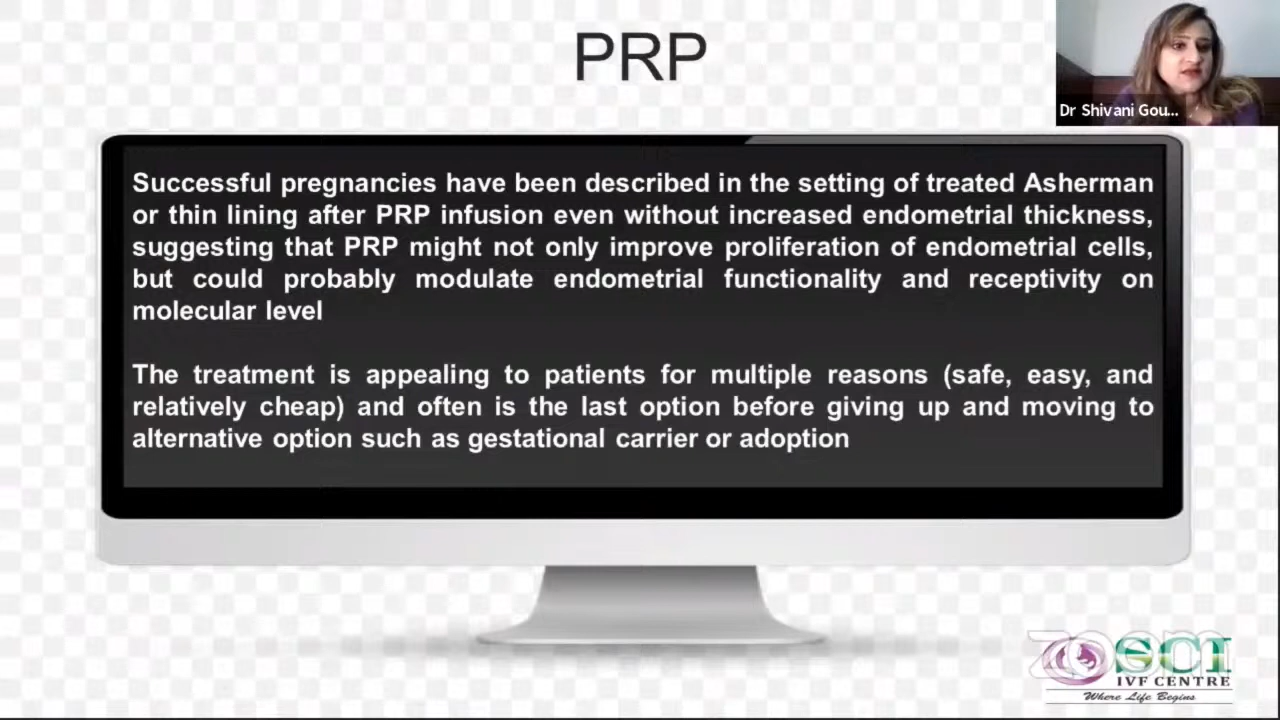 PRP
Dr Shivani Gou...
Successful pregnancies have been described in the setting of treated Asherman
or thin lining after PRP infusion even without increased endometrial thickness,
suggesting that PRP might not only improve proliferation of endometrial cells,
but could probably modulate endometrial functionality and receptivity on
molecular level
The treatment is appealing to patients for multiple reasons (safe, easy, and
relatively cheap) and often is the last option before giving up and moving to
alternative option such as gestational carrier or adoption
zoom
SCI
IVF CENTRE
Where Life Begins